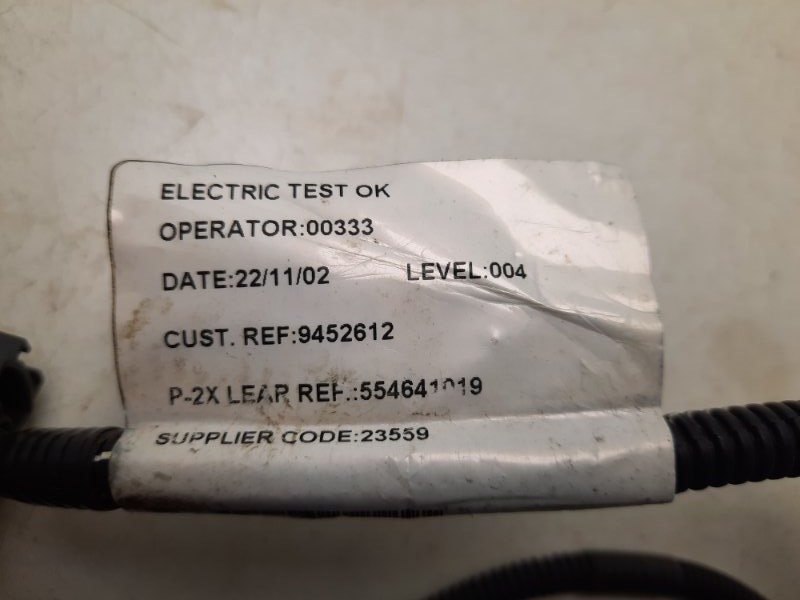 ELECTRIC TEST OK
OPERATOR:00333
DATE:22/11/02 LEVEL:004
CUST. REF:9452612
P-2X LEAR REF.:554641019
SUPPLIER CODE:23559